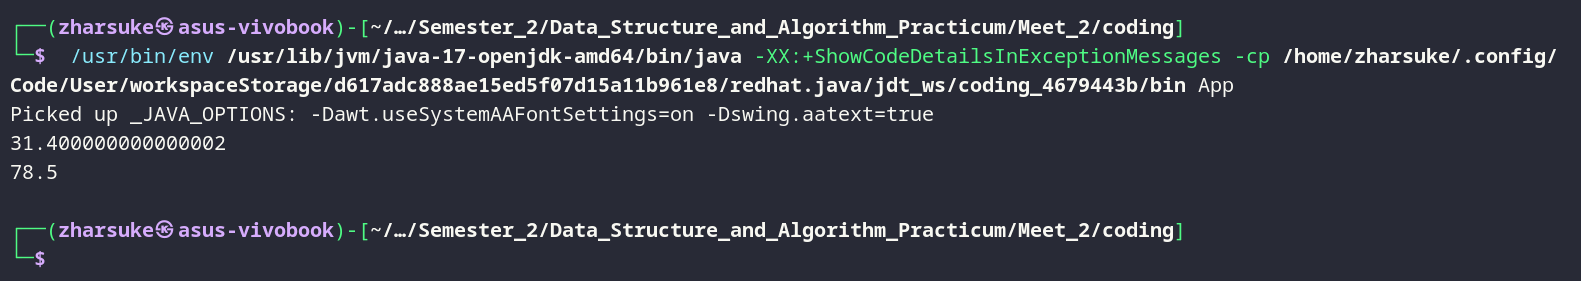 ┌──(zharsuke㉿asus-vivobook)-[~/…/Semester_2/Data_Structure_and_Algorithm_Practicum/Meet_2/coding]
└─$  /usr/bin/env /usr/lib/jvm/java-17-openjdk-amd64/bin/java -XX:+ShowCodeDetailsInExceptionMessages -cp /home/zharsuke/.config/
Code/User/workspaceStorage/d617adc888ae15ed5f07d15a11b961e8/redhat.java/jdt_ws/coding_4679443b/bin App
Picked up _JAVA_OPTIONS: -Dawt.useSystemAAFontSettings=on -Dswing.aatext=true
31.400000000000002
78.5
┌──(zharsuke㉿asus-vivobook)-[~/…/Semester_2/Data_Structure_and_Algorithm_Practicum/Meet_2/coding]
└─$